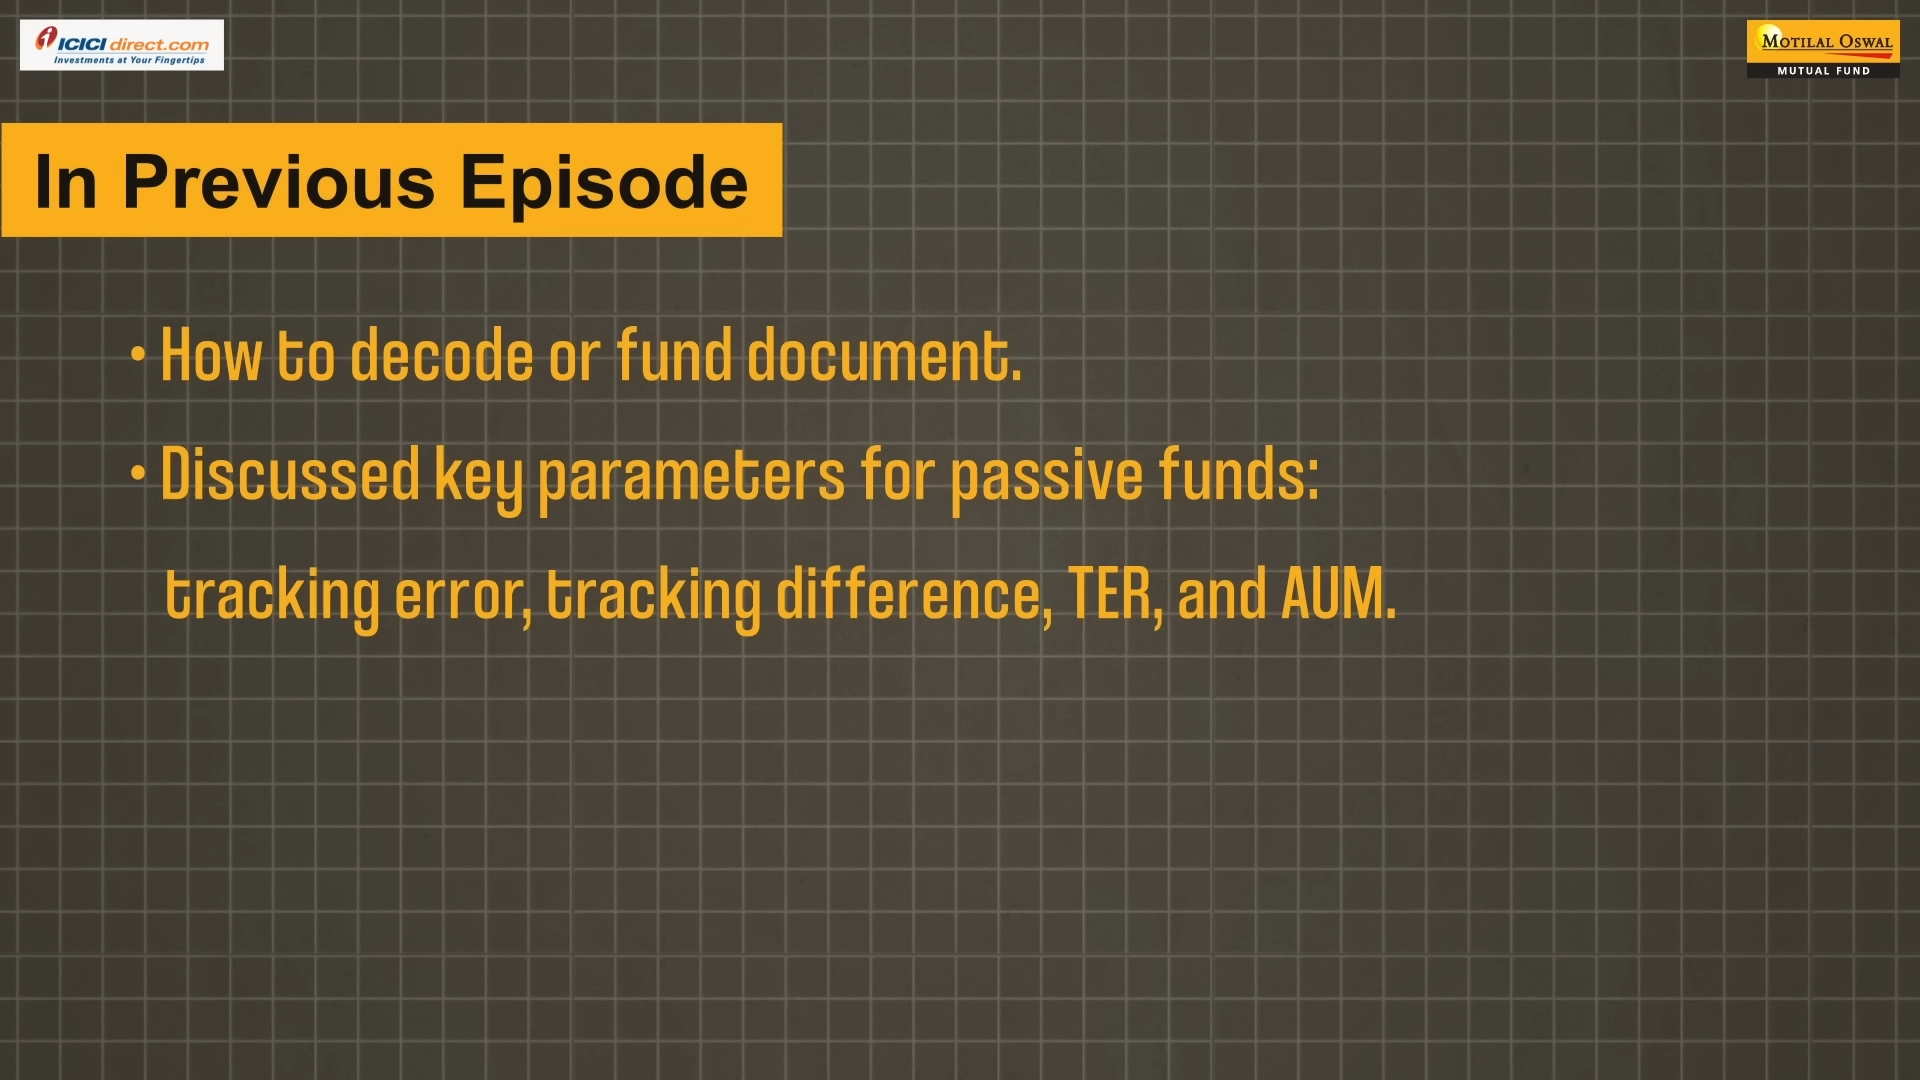 ICICI direct.com
Investments at Your Fingertips
MOTILAL OSWAL
MUTUAL FUND
In Previous Episode
• How to decode or fund document.
• Discussed key parameters for passive funds:
tracking error, tracking difference, TER, and AUM.